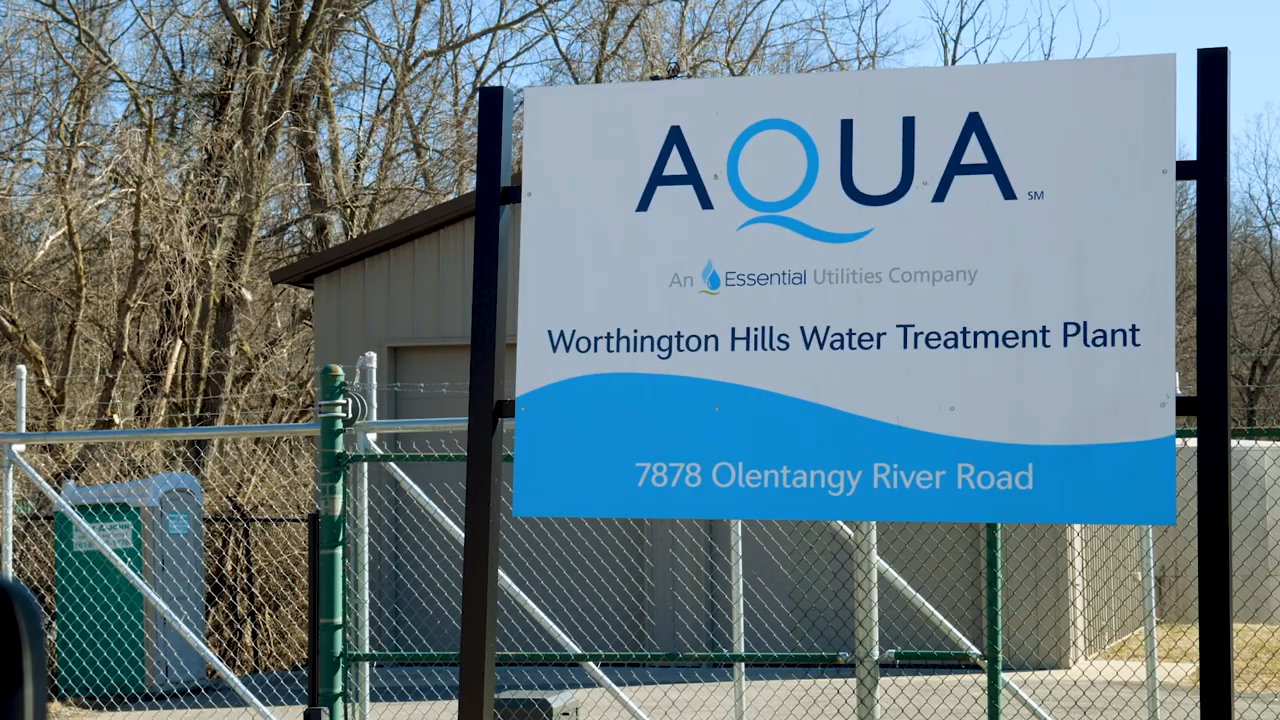 AQUA SM
An Essential Utilities Company
Worthington Hills Water Treatment Plant
7878 Olentangy River Road